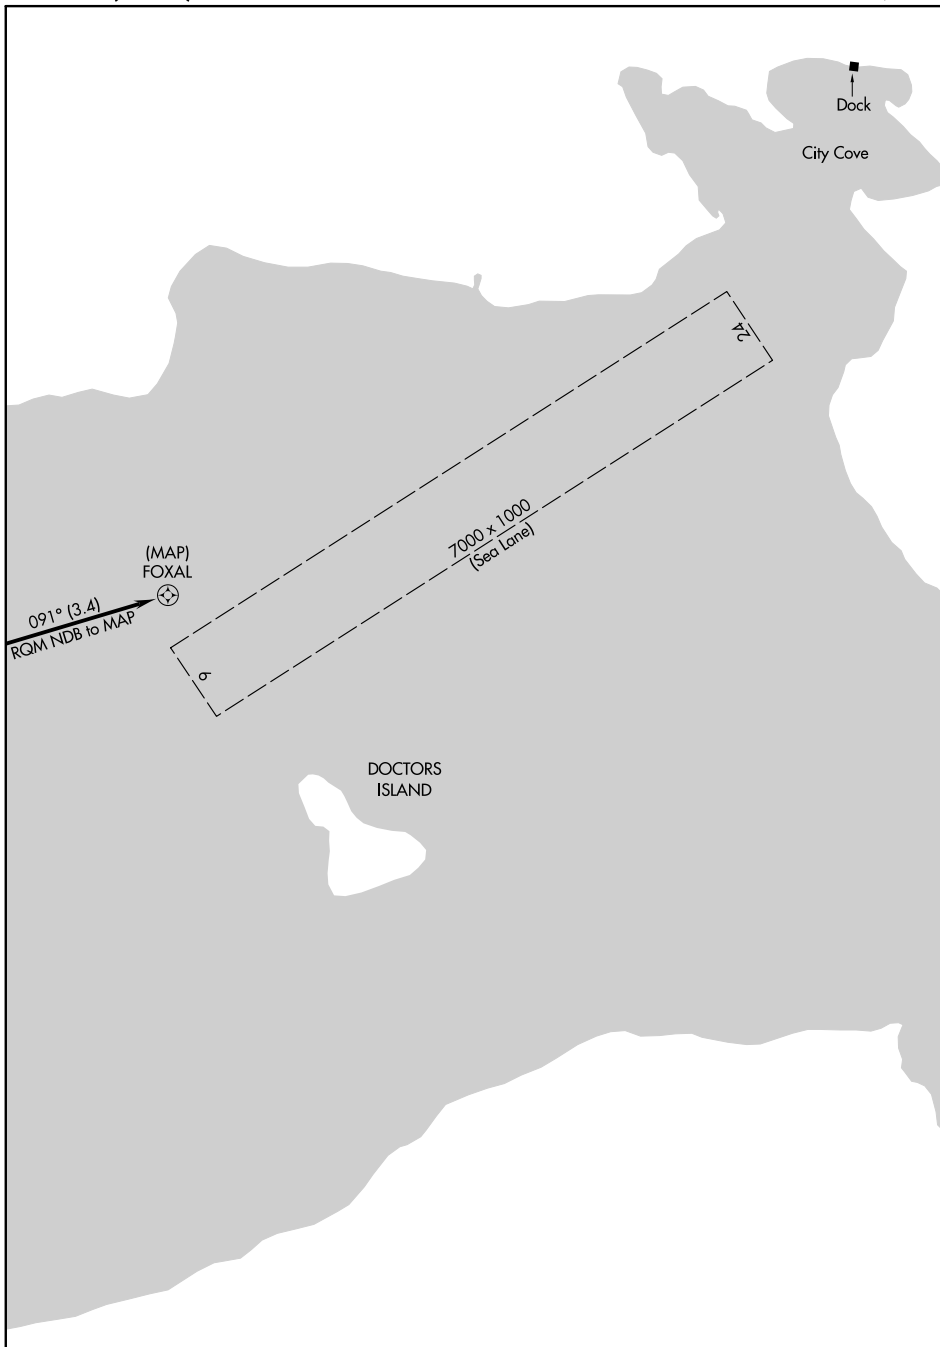 Dock
City Cove
24
7000 x 1000
(Sea Lane)
(MAP)
FOXAL
091° (3.4)
RQM NDB to MAP
6
DOCTORS
ISLAND